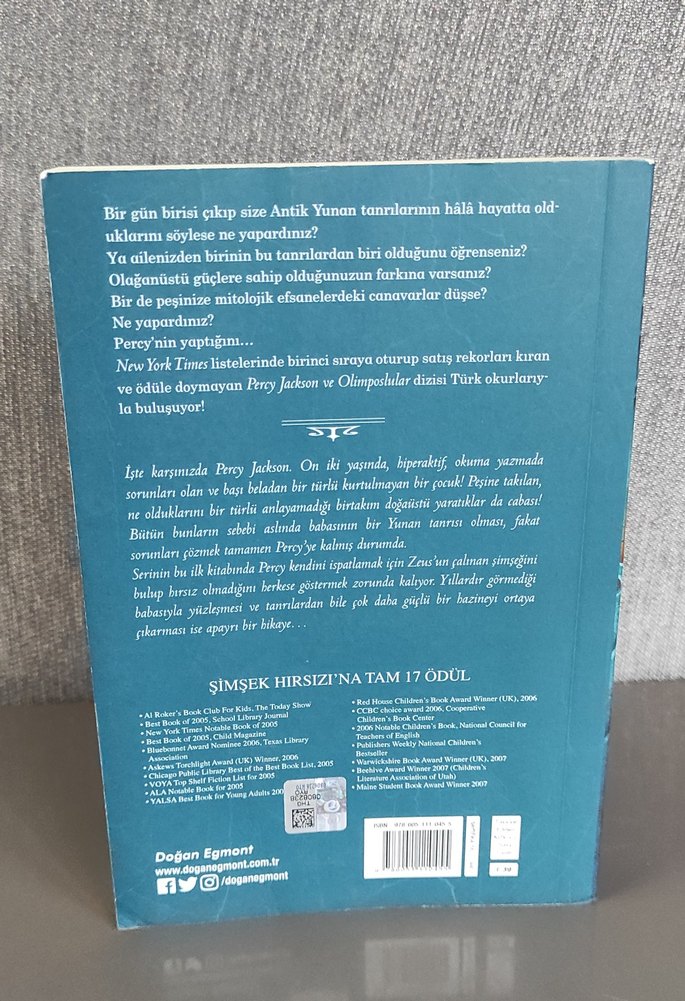 Bir gün birisi çıkıp size Antik Yunan tanrılarının hâlâ hayatta old-
uklarını söylese ne yapardınız?
Ya ailenizden birinin bu tanrılardan biri olduğunu öğrenseniz?
Olağanüstü güçlere sahip olduğunuzun farkına varsanız?
Bir de peşinize mitolojik efsanelerdeki canavarlar düşse?
Ne yapardınız?
Percy'nin yaptığını...
New York Times listelerinde birinci sıraya oturup satış rekorları kıran
ve ödüle doymayan Percy Jackson ve Olimposlular dizisi Türk okurlarıy-
la buluşuyor!
İşte karşınızda Percy Jackson. On iki yaşında, hiperaktif, okuma yazmada
sorunları olan ve başı beladan bir türlü kurtulmayan bir çocuk! Peşine takılan,
ne olduklarını bir türlü anlayamadığı birtakım doğaüstü yaratıklar da cabası!
Bütün bunların sebebi aslında babasının bir Yunan tanrısı olması, fakat
sorunları çözmek tamamen Percy'ye kalmış durumda.
Serinin bu ilk kitabında Percy kendini ispatlamak için Zeus'un çalınan şimşeğini
bulup hırsız olmadığını herkese göstermek zorunda kalıyor. Yıllardır görmediği
babasıyla yüzleşmesi ve tanrılardan bile çok daha güçlü bir hazineyi ortaya
çıkarması ise apayrı bir hikaye...
ŞİMŞEK HIRSIZI'NA TAM 17 ÖDÜL
• Al Roker's Book Club For Kids, The Today Show
• Best Book of 2005, School Library Journal
• New York Times Notable Book of 2005
• Best Book of 2005, Child Magazine
• Bluebonnet Award Nominee 2006, Texas Library
Association
• Askews Torchlight Award (UK) Winner, 2006
• Chicago Public Library Best of the Best Book List, 2005
• VOYA Top Shelf Fiction List for 2005
• ALA Notable Book for 2005
• YALSA Best Book for Young Adults
• Red House Children's Book Award Winner (UK), 2006
• CCBC choice award 2006, Cooperative
Children's Book Center
• 2006 Notable Children's Book, National Council for
Teachers of English
• Publishers Weekly National Children's
Bestseller
• Warwickshire Book Award Winner (UK), 2007
• Beehive Award Winner 2007 (Children's
Literature Association of Utah)
• Maine Student Book Award Winner 2007
Doğan Egmont
www.doganegmont.com.tr
/doganegmont
ISBN